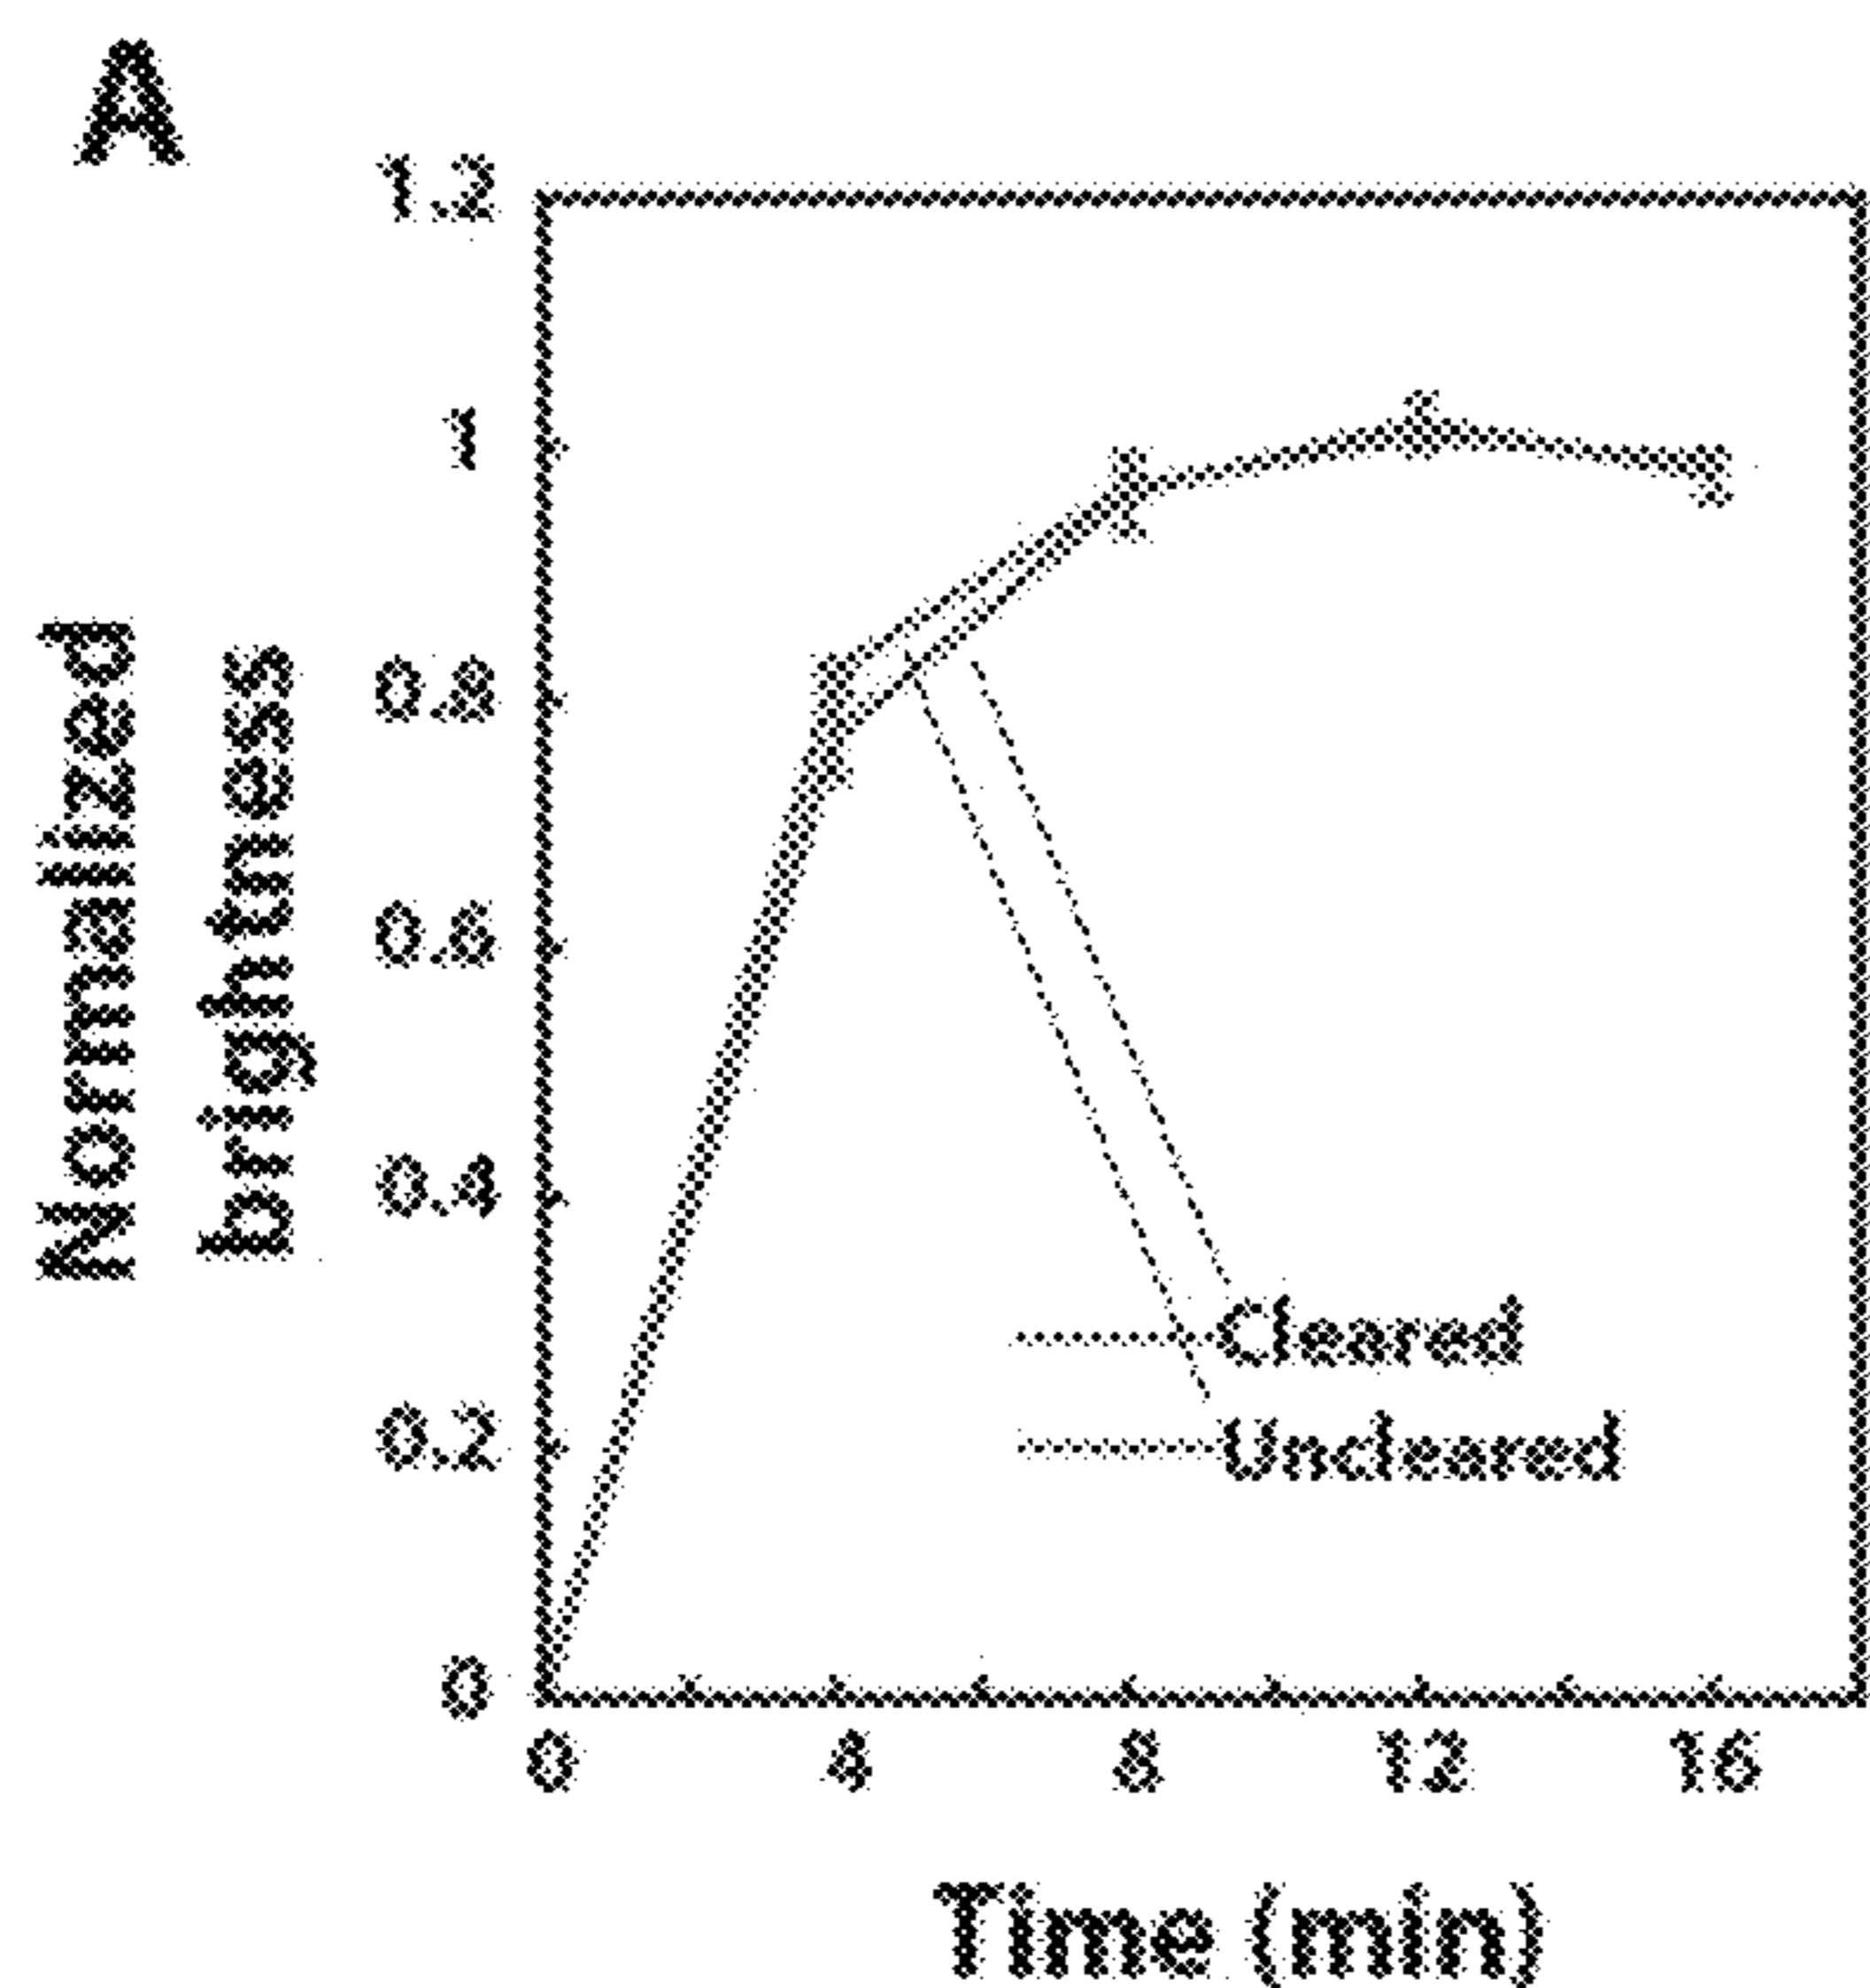 A
1.2
1
0.8
0.6
0.4
0.2
0
Normalized
brightness
Cleared
Uncleared
0 4 8 12 16
Time (min)